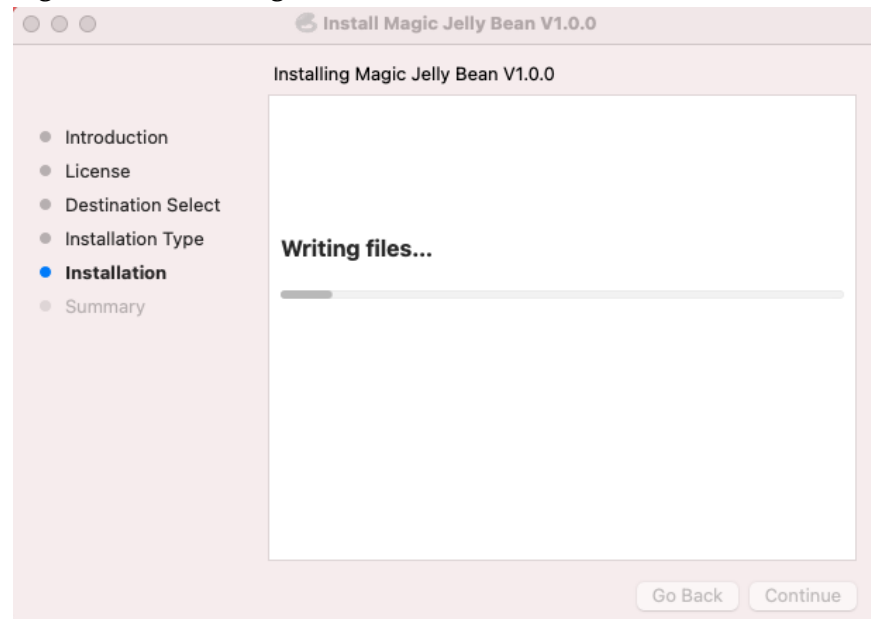 Install Magic Jelly Bean V1.0.0
Installing Magic Jelly Bean V1.0.0
Introduction
License
Destination Select
Installation Type
Installation
Summary
Writing files...
Go Back
Continue